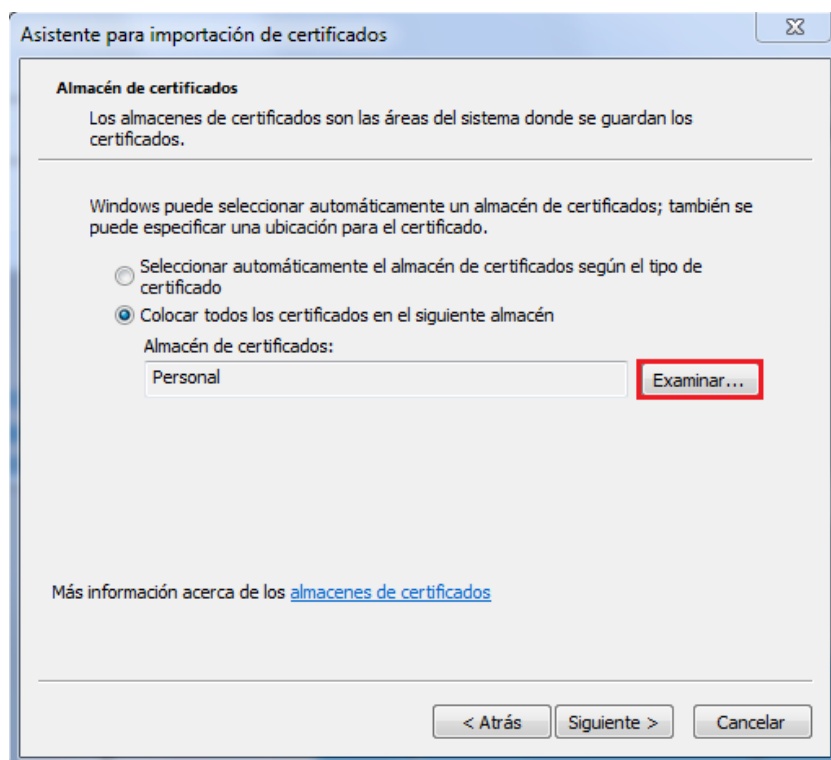 Asistente para importación de certificados
Almacén de certificados
Los almacenes de certificados son las áreas del sistema donde se guardan los
certificados.
Windows puede seleccionar automáticamente un almacén de certificados; también se
puede especificar una ubicación para el certificado.
Seleccionar automáticamente el almacén de certificados según el tipo de
certificado
Colocar todos los certificados en el siguiente almacén
Almacén de certificados:
Personal
Examinar...
Más información acerca de los almacenes de certificados
< Atrás
Siguiente >
Cancelar